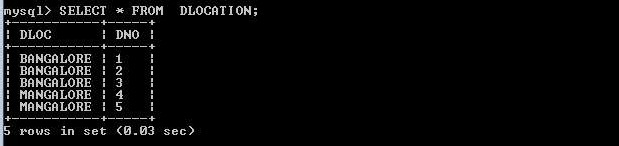 mysql> SELECT * FROM  DLOCATION;
+-----------+-----+
| DLOC      | DNO |
+-----------+-----+
| BANGALORE | 1   |
| BANGALORE | 2   |
| BANGALORE | 3   |
| MANGALORE | 4   |
| MANGALORE | 5   |
+-----------+-----+
5 rows in set (0.03 sec)